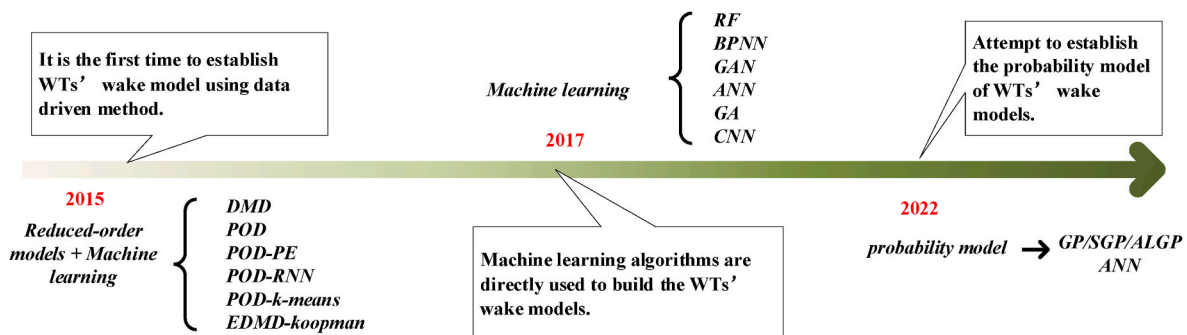 It is the first time to establish
WTs’ wake model using data
driven method.
2015
Reduced-order
models + Machine
learning
DMD
POD
POD-PE
POD-RNN
POD-k-means
EDMD-koopman
Machine learning
RF
BPNN
GAN
ANN
GA
CNN
2017
Machine learning algorithms are
directly used to build the WTs’
wake models.
Attempt to establish
the probability model
of WTs’ wake
models.
2022
probability model
GP/SGP/ALGP
ANN